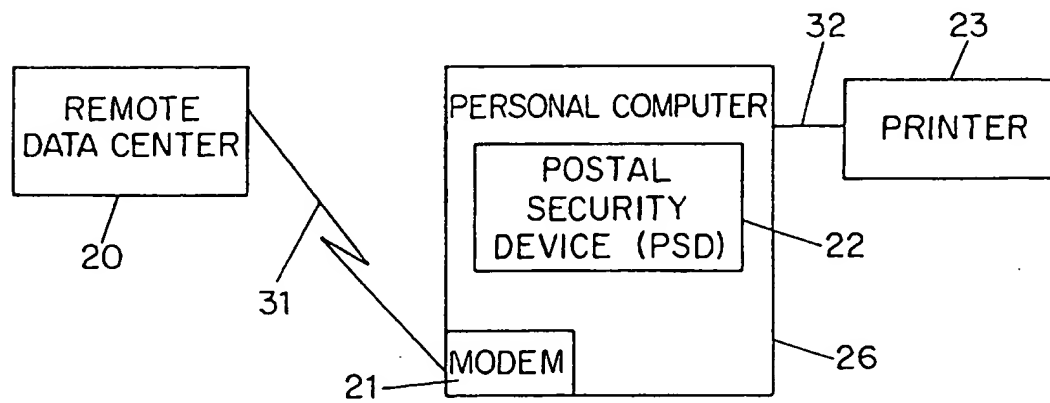 32
23
REMOTE
DATA CENTER
PERSONAL COMPUTER
PRINTER
POSTAL
SECURITY
DEVICE (PSD)
20
22
31
MODEM
21
26